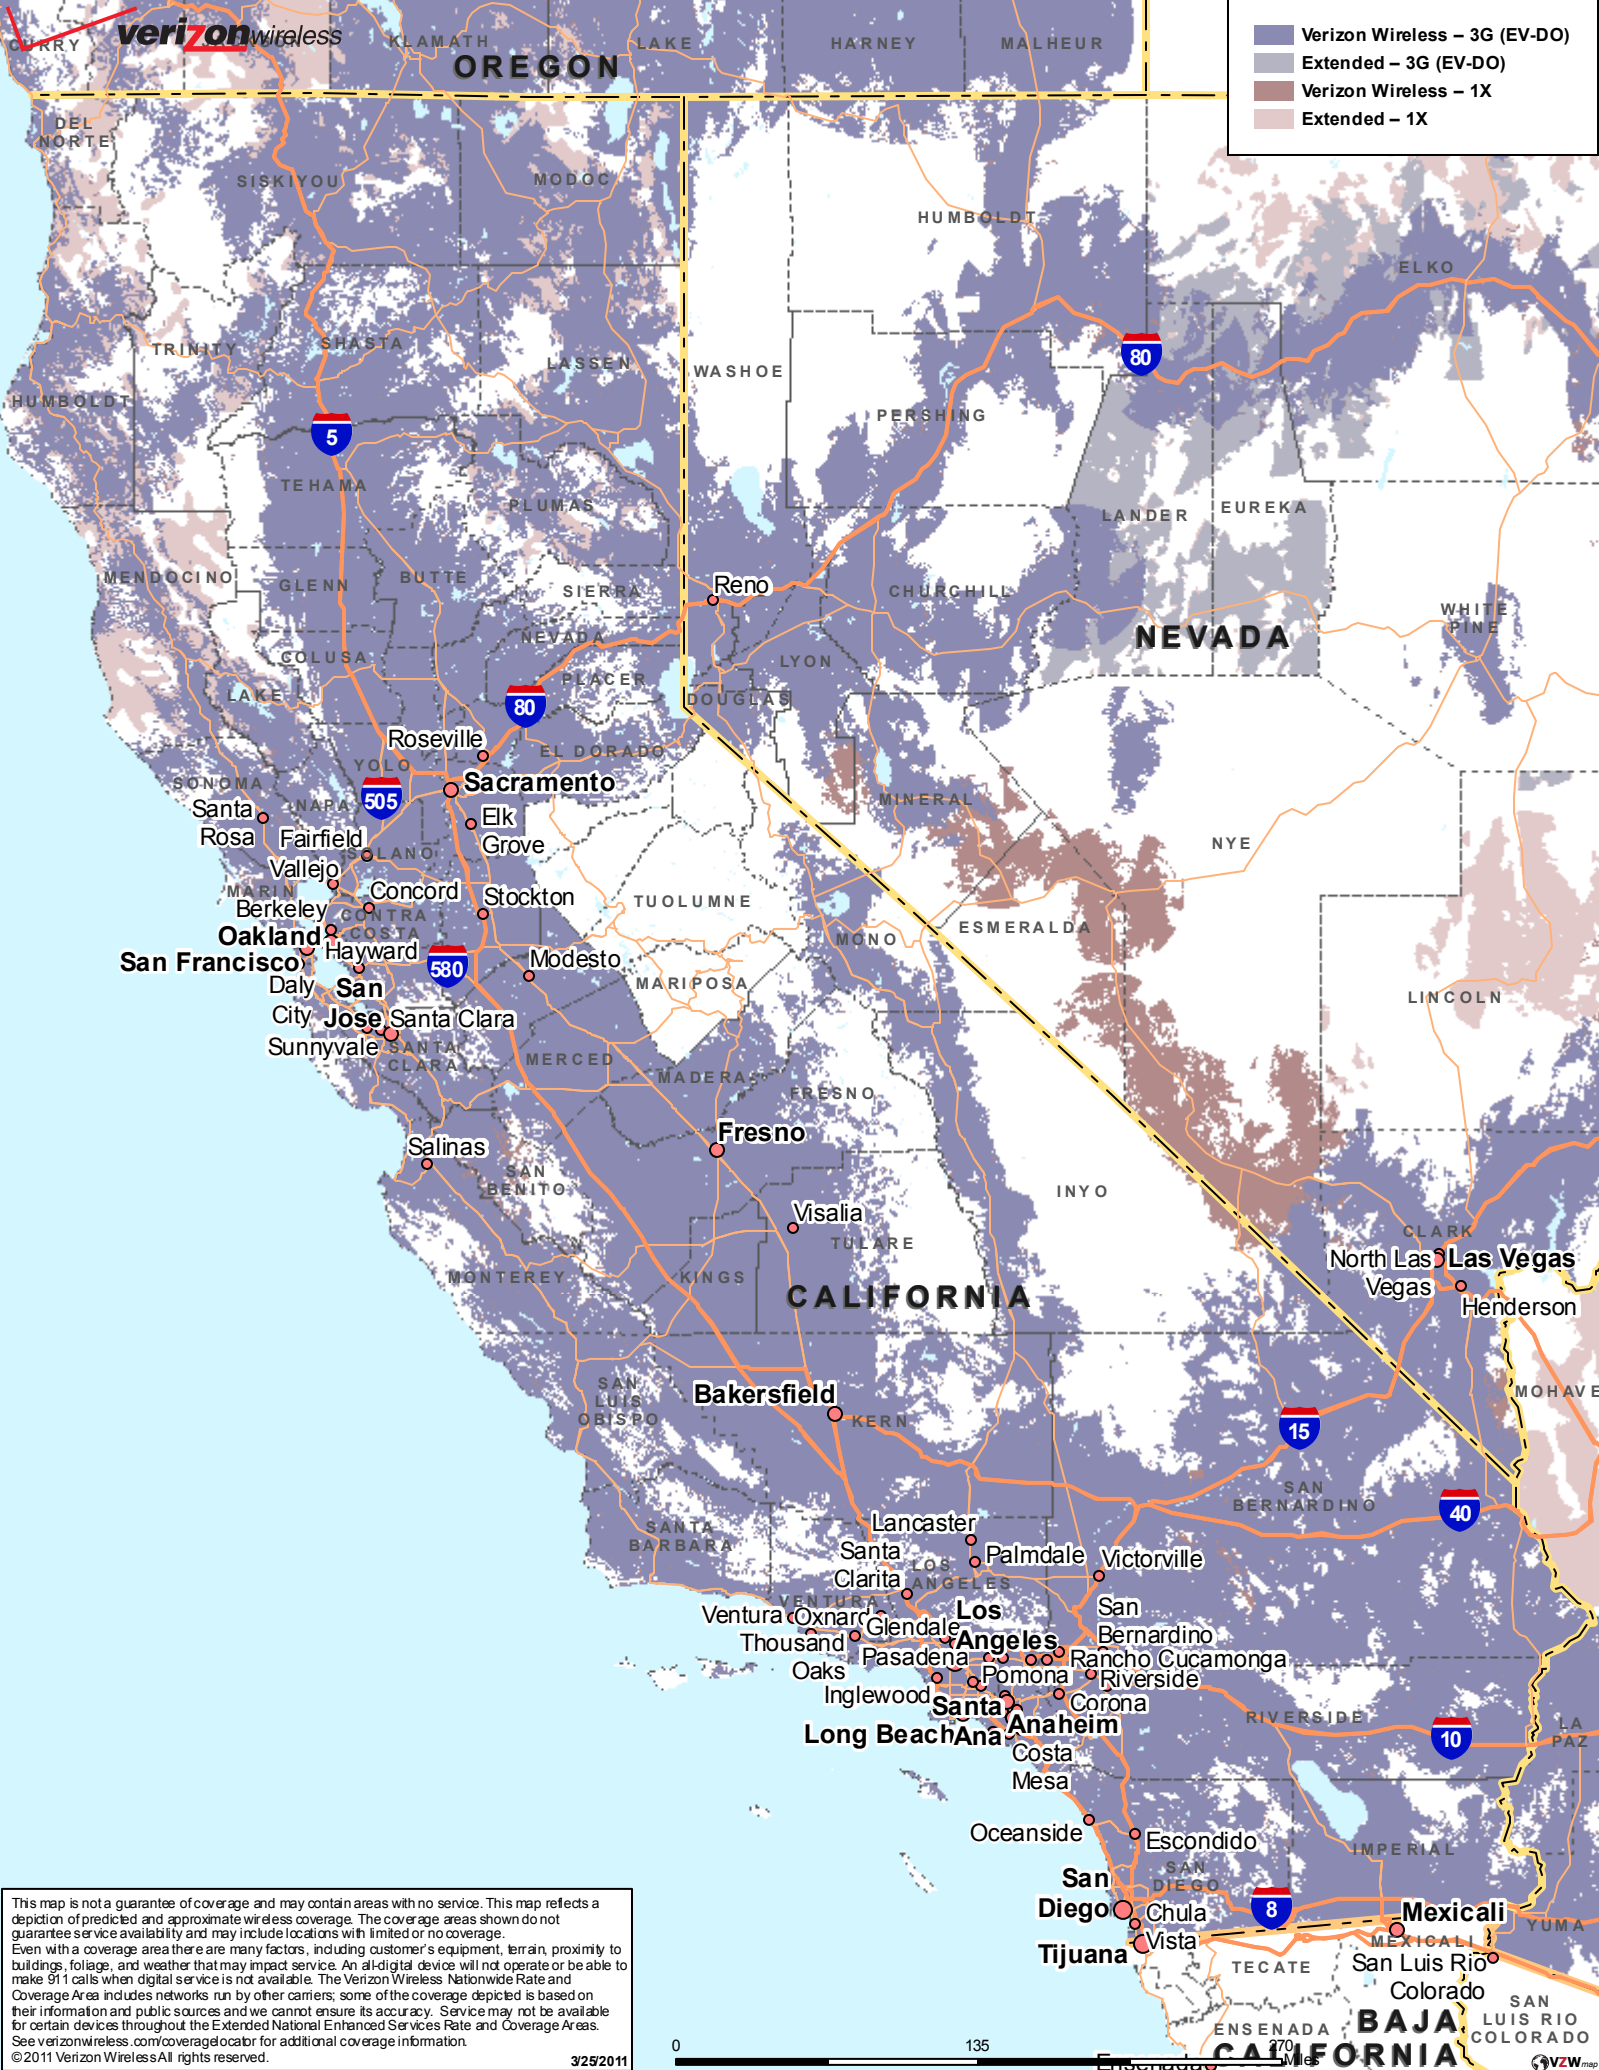 verizonwireless
Verizon Wireless – 3G (EV-DO)
Extended – 3G (EV-DO)
Verizon Wireless – 1X
Extended – 1X
CURRY
KLAMATH
LAKE
HARNEY
MALHEUR
OREGON
DEL
NORTE
SISKIYOU
MODOC
HUMBOLDT
ELKO
TRINITY
SHASTA
LASSEN
WASHOE
80
HUMBOLDT
PERSHING
5
TEHAMA
PLUMAS
LANDER
EUREKA
MENDOCINO
GLENN
BUTTE
SIERRA
Reno
CHURCHILL
WHITE
PINE
NEVADA
NEVADA
COLUSA
LYON
LAKE
PLACER
DOUGLAS
80
Roseville
EL DORADO
YOLO
SONOMA
NAPA
505
Sacramento
MINERAL
Santa
Rosa
Elk
Grove
Fairfield
SOLANO
NYE
Vallejo
MARIN
Concord
Stockton
TUOLUMNE
Berkeley
CONTRA
COSTA
ESMERALDA
Oakland
Hayward
MONO
San Francisco
580
Modesto
Daly
City
San
Jose
MARIPOSA
LINCOLN
Santa Clara
Sunnyvale
SANTA
CLARA
MERCED
MADERA
FRESNO
Fresno
Salinas
SAN
BENITO
INYO
Visalia
TULARE
CLARK
North Las
Vegas
Las Vegas
MONTEREY
KINGS
CALIFORNIA
Henderson
SAN
LUIS
OBISPO
Bakersfield
KERN
MOHAVE
15
SAN
BERNARDINO
40
SANTA
BARBARA
Lancaster
Santa
Clarita
LOS
ANGELES
Palmdale
Victorville
VENTURA
Ventura
Oxnard
Glendale
Los
Angeles
San
Bernardino
Thousand
Oaks
Pasadena
Pomona
Rancho Cucamonga
Riverside
Inglewood
Santa
Ana
Corona
Long Beach
Anaheim
RIVERSIDE
LA
PAZ
10
Costa
Mesa
Oceanside
Escondido
IMPERIAL
SAN
DIEGO
San
Diego
Chula
Vista
8
Mexicali
YUMA
Tijuana
MEXICALI
San Luis Rio
Colorado
TECATE
ENSENADA
BAJA
CALIFORNIA
SAN
LUIS RIO
COLORADO
Ensenada
This map is not a guarantee of coverage and may contain areas with no service. This map reflects a
depiction of predicted and approximate wireless coverage. The coverage areas shown do not
guarantee service availability and may include locations with limited or no coverage.
Even with a coverage area there are many factors, including customer's equipment, terrain, proximity to
buildings, foliage, and weather that may impact service. An all-digital device will not operate or be able to
make 911 calls when digital service is not available. The Verizon Wireless Nationwide Rate and
Coverage Area includes networks run by other carriers; some of the coverage depicted is based on
their information and public sources and we cannot ensure its accuracy. Service may not be available
for certain devices throughout the Extended National Enhanced Services Rate and Coverage Areas.
See verizonwireless.com/coveragelocator for additional coverage information.
©2011 Verizon Wireless All rights reserved.
3/25/2011
0 135 270
Miles
VZWmap